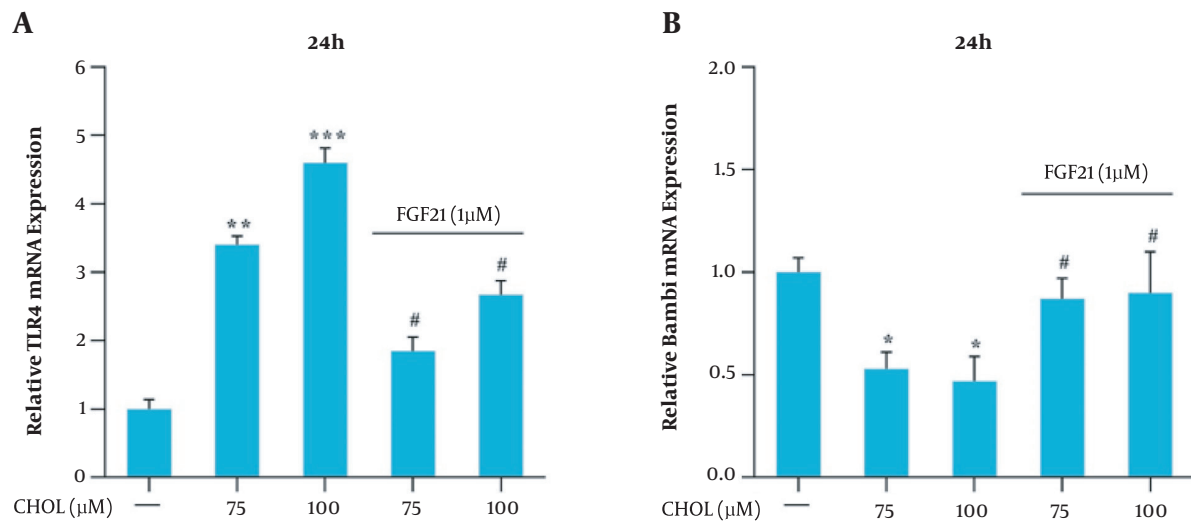 A
24h
Relative TLR4 mRNA Expression
6
5
4
3
2
1
0
***
**
FGF21 (1μM)
#
#
CHOL (μM) — 75 100 75 100
B
24h
Relative Bambi mRNA Expression
2.0
1.5
1.0
0.5
0.0
FGF21 (1μM)
#
#
*
*
CHOL (μM) — 75 100 75 100